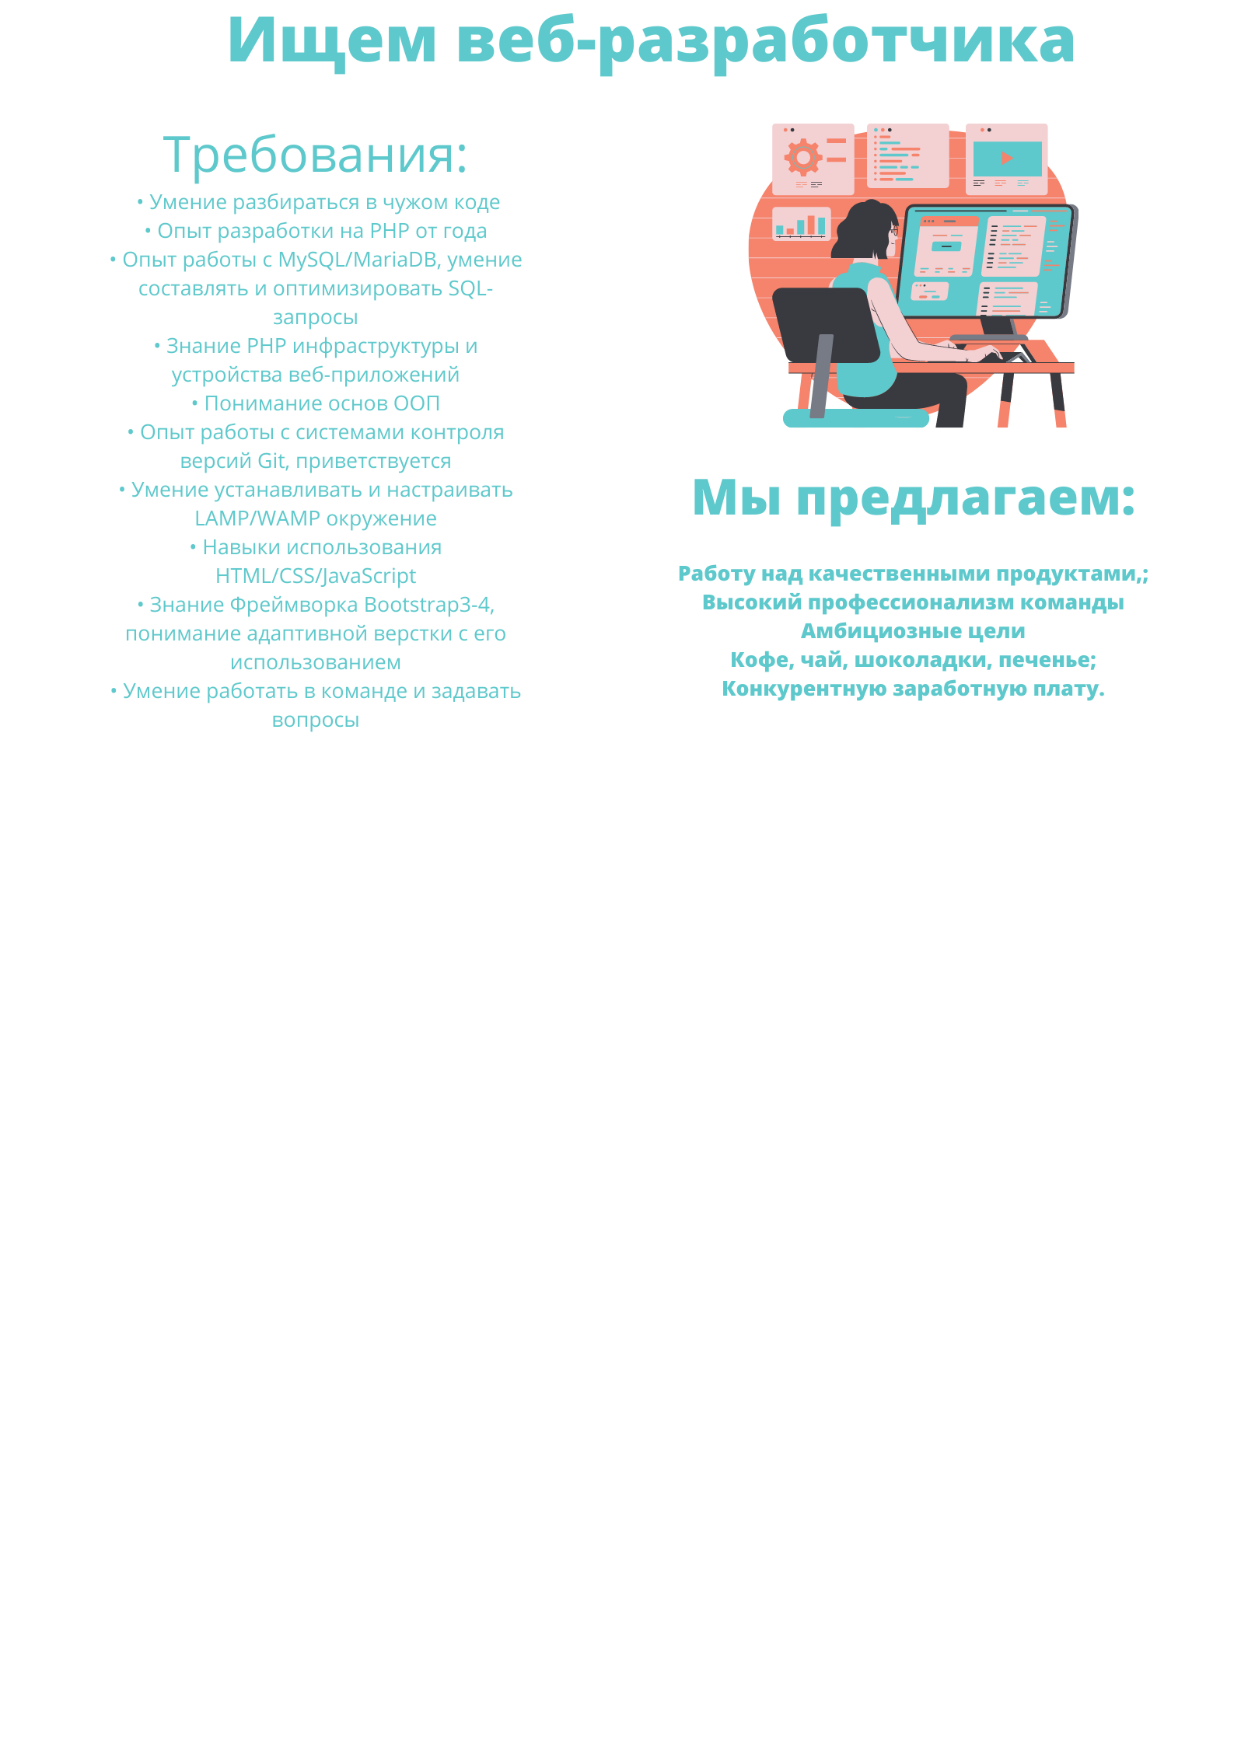 Ищем веб-разработчика
Требования:
• Умение разбираться в чужом коде
• Опыт разработки на PHP от года
• Опыт работы с MySQL/MariaDB, умение
составлять и оптимизировать SQL-
запросы
• Знание PHP инфраструктуры и
устройства веб-приложений
• Понимание основ ООП
• Опыт работы с системами контроля
версий Git, приветствуется
• Умение устанавливать и настраивать
LAMP/WAMP окружение
• Навыки использования
HTML/CSS/JavaScript
• Знание Фреймворка Bootstrap3-4,
понимание адаптивной верстки с его
использованием
• Умение работать в команде и задавать
вопросы
Мы предлагаем:
Работу над качественными продуктами,;
Высокий профессионализм команды
Амбициозные цели
Кофе, чай, шоколадки, печенье;
Конкурентную заработную плату.